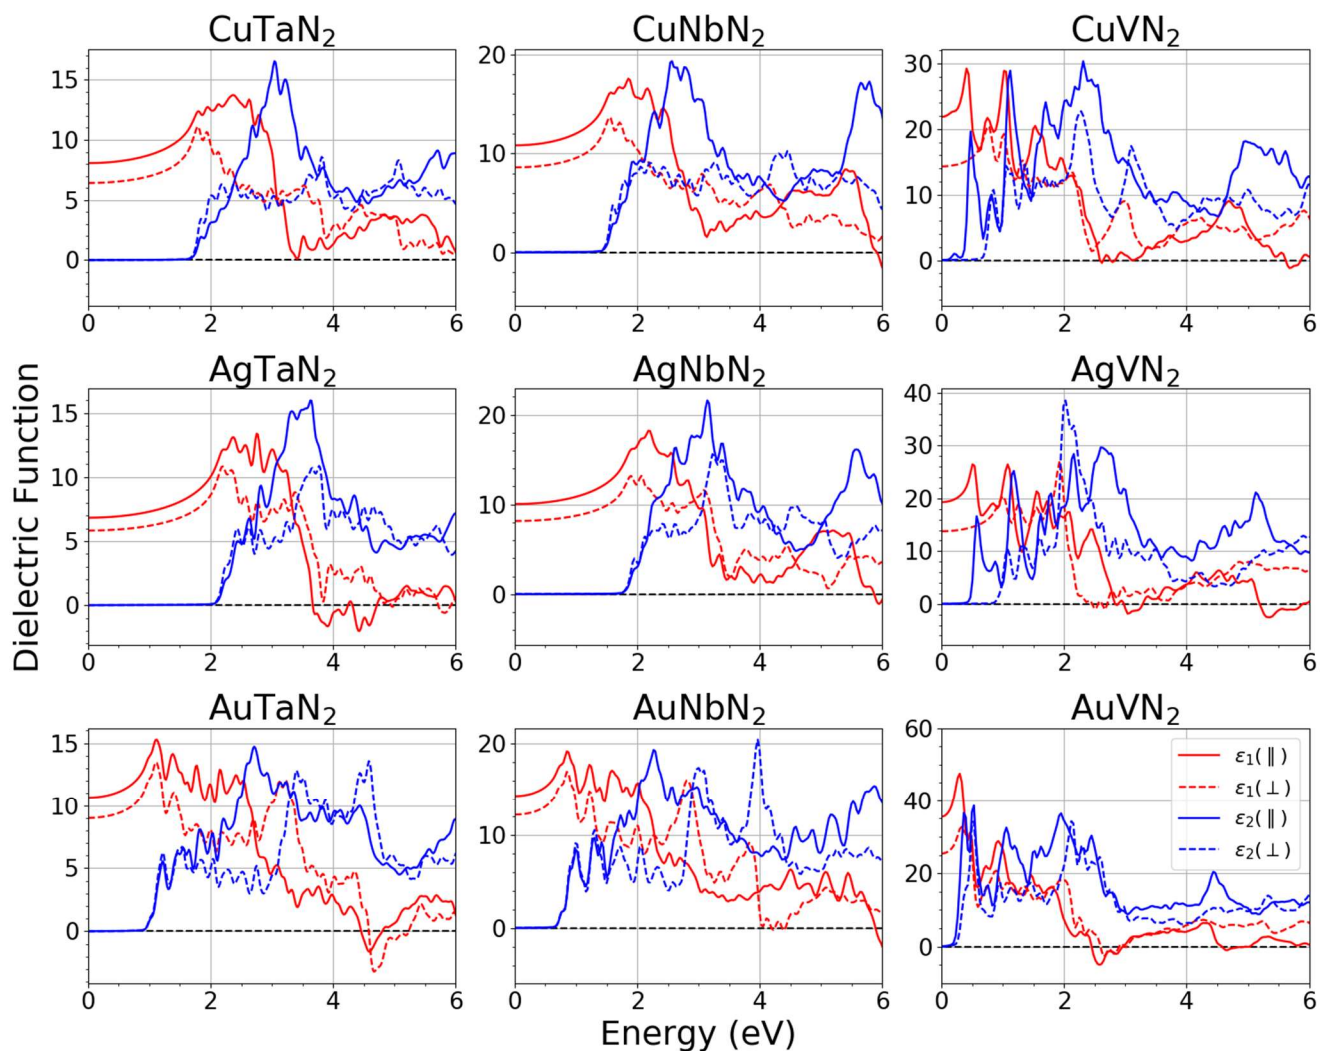 CuTaN₂ CuNbN₂ CuVN₂
15
10
5
0
0 2 4 6
20
10
0
0 2 4 6
30
20
10
0
0 2 4 6
AgTaN₂ AgNbN₂ AgVN₂
15
10
5
0
0 2 4 6
20
10
0
0 2 4 6
40
30
20
10
0
0 2 4 6
Dielectric Function
AuTaN₂ AuNbN₂ AuVN₂
15
10
5
0
0 2 4 6
20
10
0
0 2 4 6
60
40
20
0
0 2 4 6
ε₁(∥)
ε₁(⊥)
ε₂(∥)
ε₂(⊥)
Energy (eV)